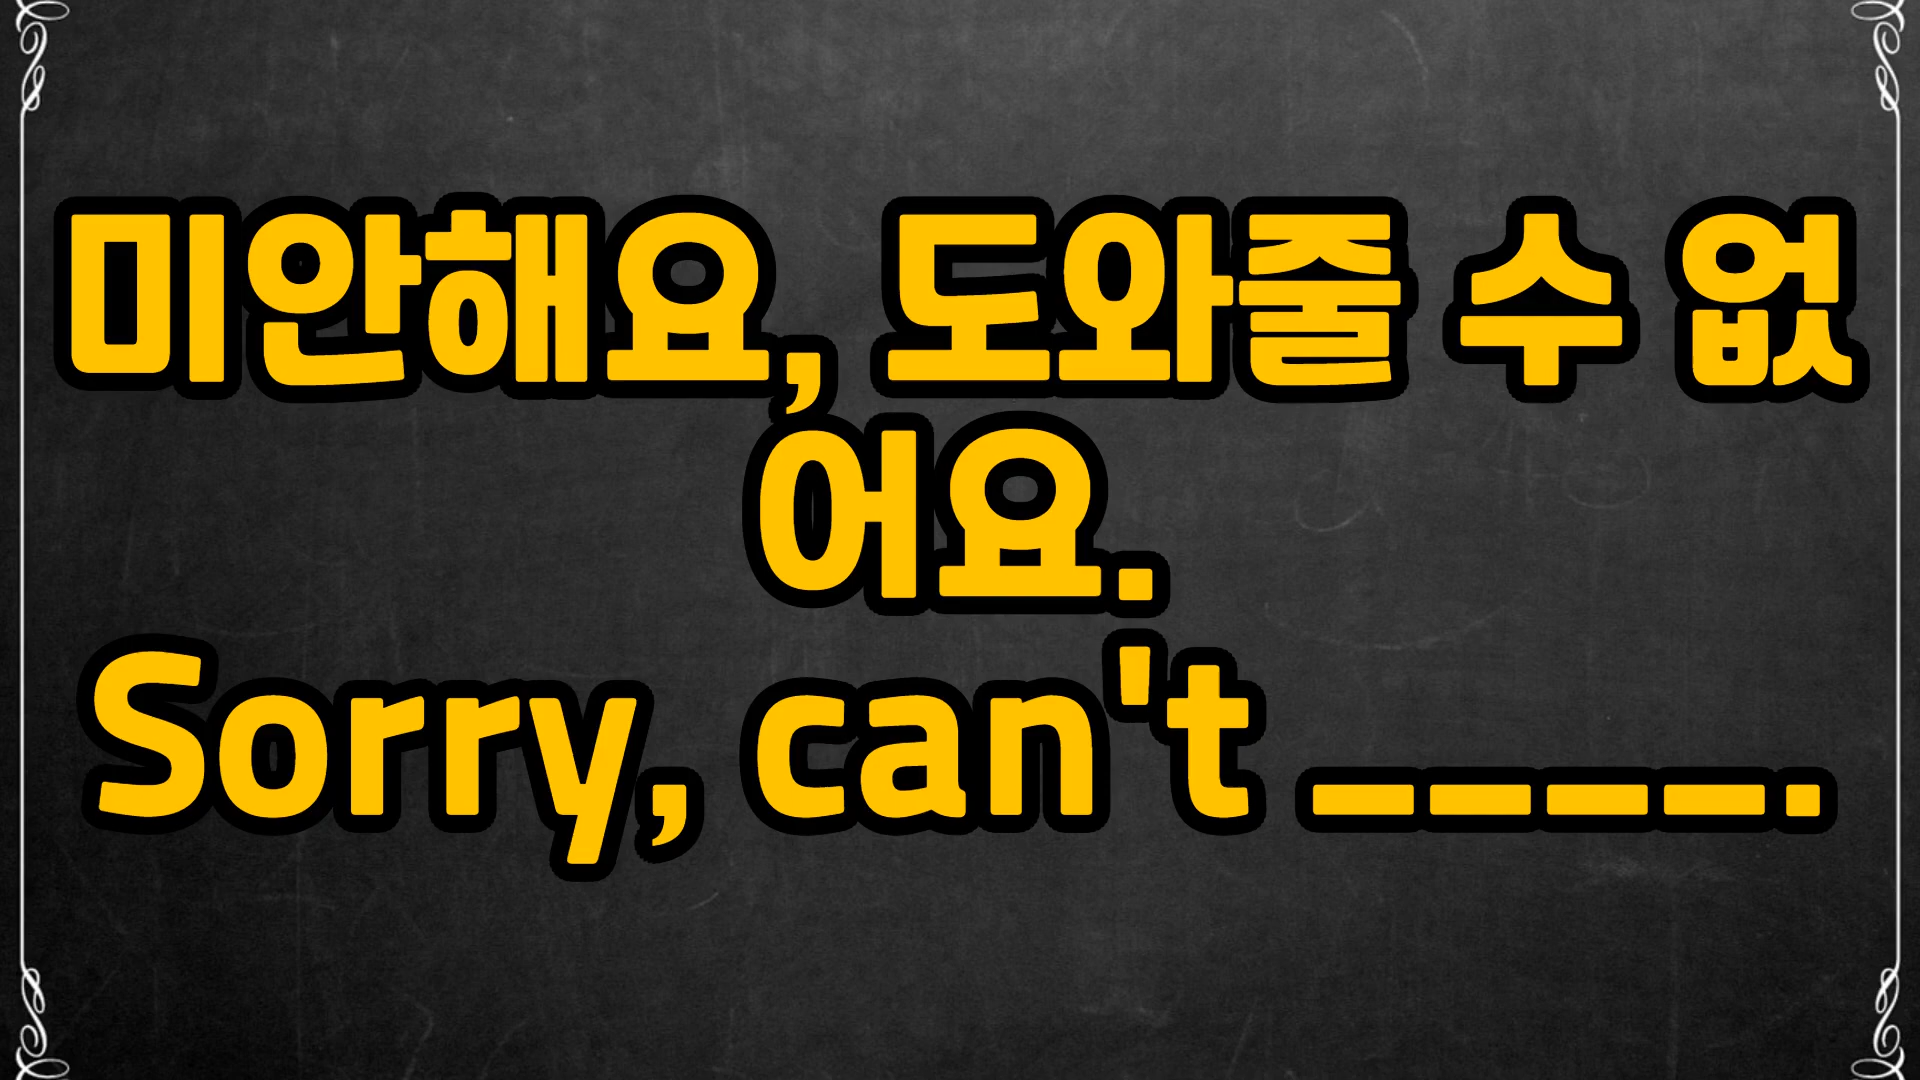 미안해요, 도와줄 수 없
어요.
Sorry, can't ____.